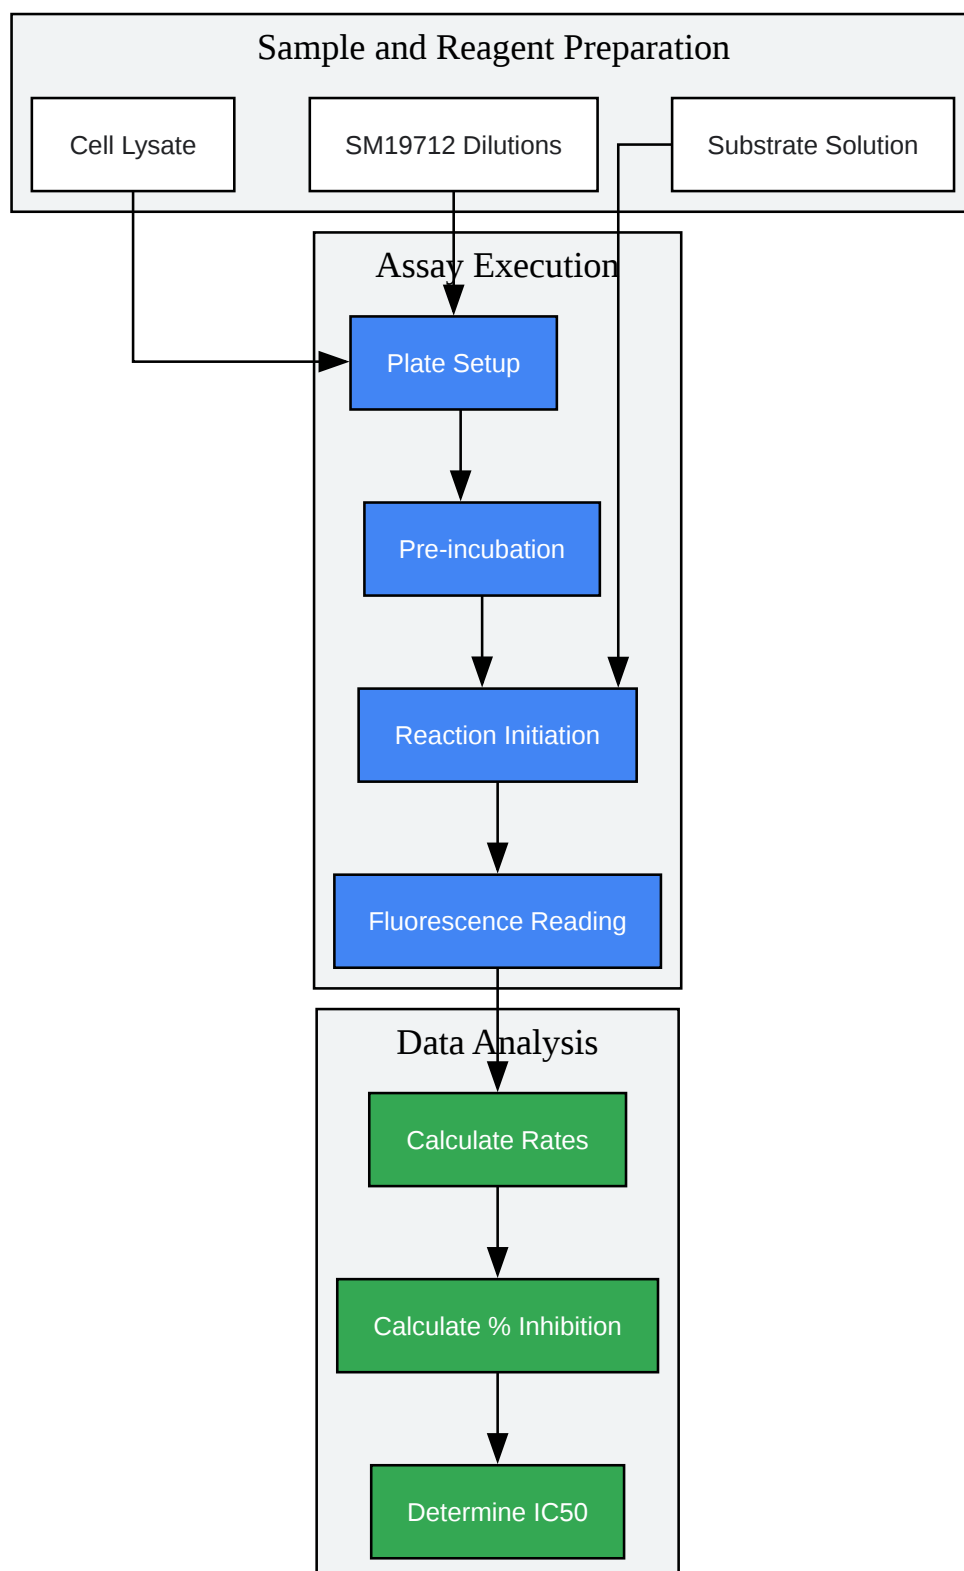 Sample and Reagent Preparation
Cell Lysate
SM19712 Dilutions
Substrate Solution
Assay Execution
Plate Setup
Pre-incubation
Reaction Initiation
Fluorescence Reading
Data Analysis
Calculate Rates
Calculate % Inhibition
Determine IC50